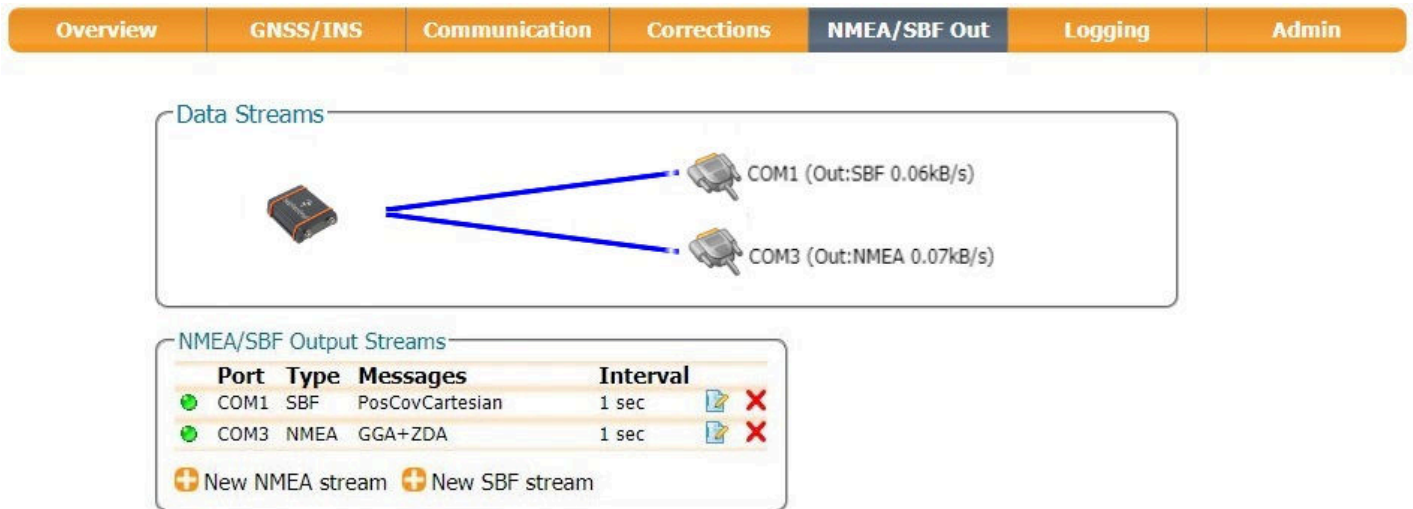 Overview GNSS/INS Communication Corrections NMEA/SBF Out Logging Admin
Data Streams
COM1 (Out:SBF 0.06kB/s)
COM3 (Out:NMEA 0.07kB/s)
NMEA/SBF Output Streams
Port Type Messages Interval
COM1 SBF PosCovCartesian 1 sec
COM3 NMEA GGA+ZDA 1 sec
New NMEA stream New SBF stream